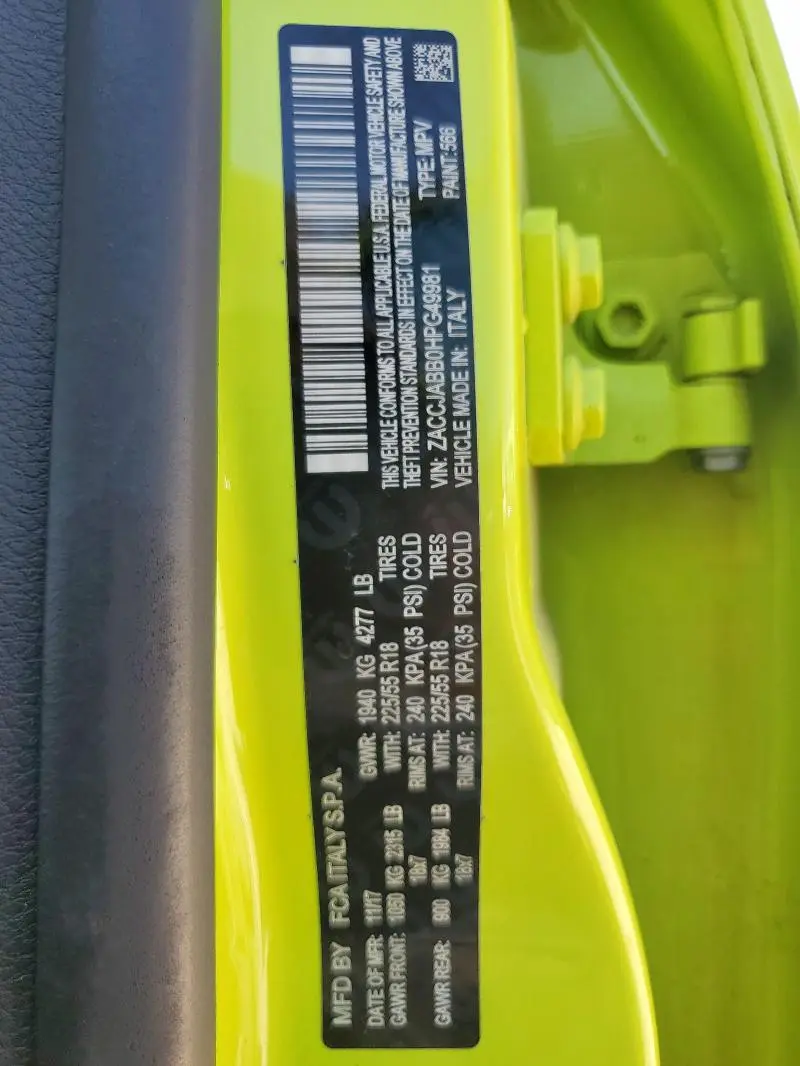 MFD BY FCA ITALY S.P.A.
DATE OF MFR: 11/17 GVWR: 1940 KG 4277 LB
GAWR FRONT: 1050 KG 2315 LB WITH: 225/55 R18 TIRES
18x7 RIMS AT: 240 KPA (35 PSI) COLD
GAWR REAR: 900 KG 1984 LB WITH: 225/55 R18 TIRES
18x7 RIMS AT: 240 KPA (35 PSI) COLD
THIS VEHICLE CONFORMS TO ALL APPLICABLE U.S.A. FEDERAL MOTOR VEHICLE SAFETY AND
THEFT PREVENTION STANDARDS IN EFFECT ON THE DATE OF MANUFACTURE SHOWN ABOVE
VIN: ZACCJABB0HPG49981 TYPE: MPV
VEHICLE MADE IN: ITALY PAINT: 566